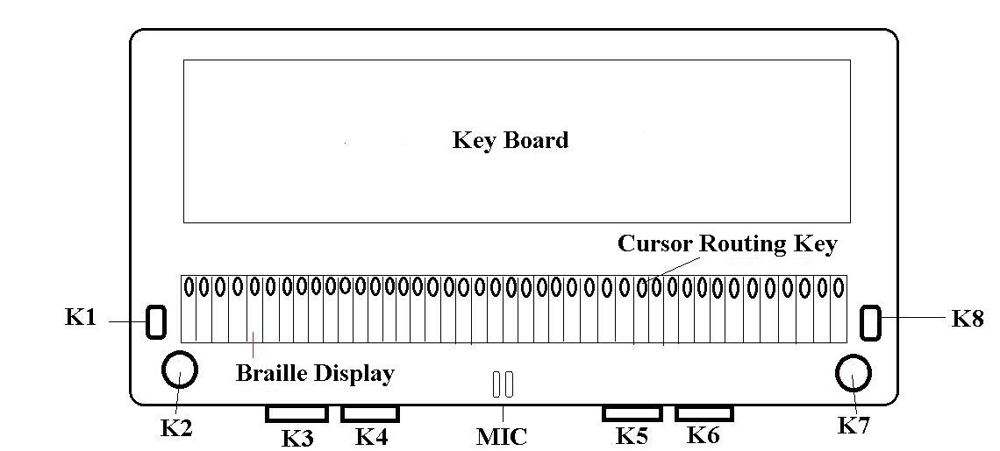 Key Board
Cursor Routing Key
K1
K8
Braille Display
K2
K3
K4
MIC
K5
K6
K7